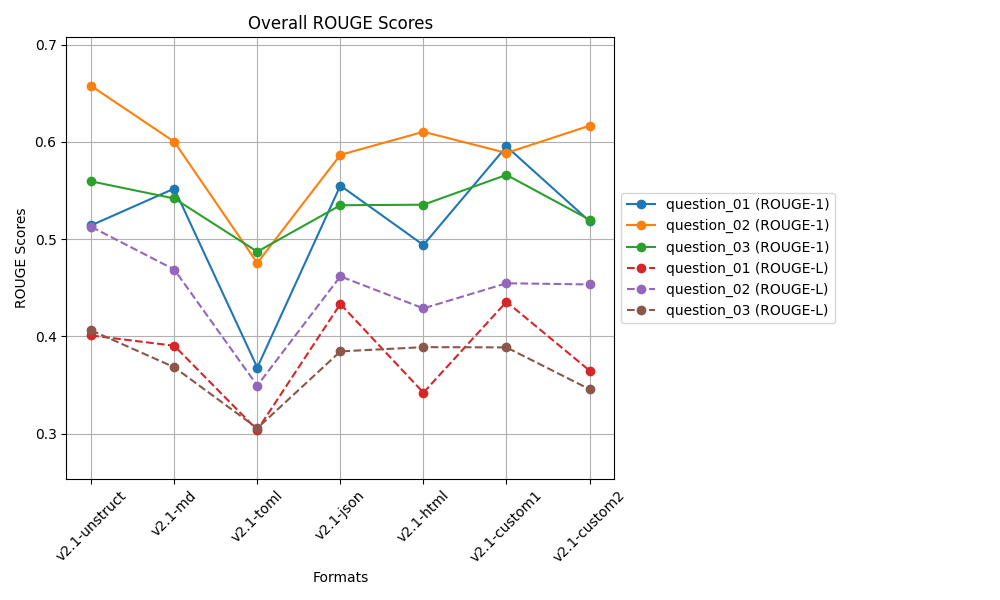 Overall ROUGE Scores
ROUGE Scores
0.7
0.6
0.5
0.4
0.3
v2.1-unstruct
v2.1-md
v2.1-toml
v2.1-json
v2.1-html
v2.1-custom1
v2.1-custom2
Formats
question_01 (ROUGE-1)
question_02 (ROUGE-1)
question_03 (ROUGE-1)
question_01 (ROUGE-L)
question_02 (ROUGE-L)
question_03 (ROUGE-L)